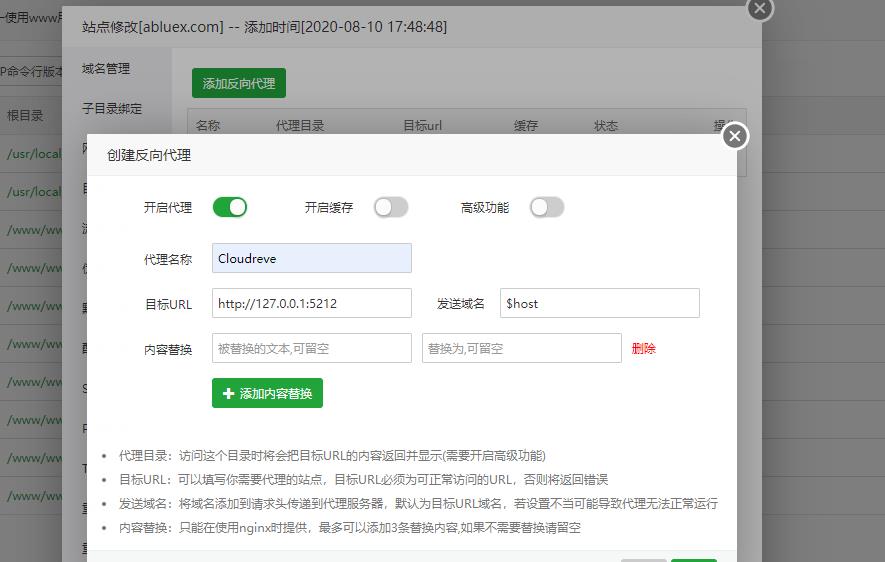 使用www
站点修改[abluex.com] -- 添加时间[2020-08-10 17:48:48]
P命令行版本
域名管理
添加反向代理
根目录
子目录绑定
名称 代理目录 目标url 缓存 状态
/usr/local
/usr/local
/www/ww
/www/ww
/www/ww
/www/ww
/www/ww
/www/ww
/www/ww
/www/ww
创建反向代理
开启代理 开启缓存 高级功能
代理名称 Cloudreve
目标URL http://127.0.0.1:5212 发送域名 $host
内容替换 被替换的文本,可留空 替换为,可留空 删除
添加内容替换
代理目录：访问这个目录时将会把目标URL的内容返回并显示(需要开启高级功能)
目标URL：可以填写你需要代理的站点，目标URL必须为可正常访问的URL，否则将返回错误
发送域名：将域名添加到请求头传递到代理服务器，默认为目标URL域名，若设置不当可能导致代理无法正常运行
内容替换：只能在使用nginx时提供，最多可以添加3条替换内容,如果不需要替换请留空